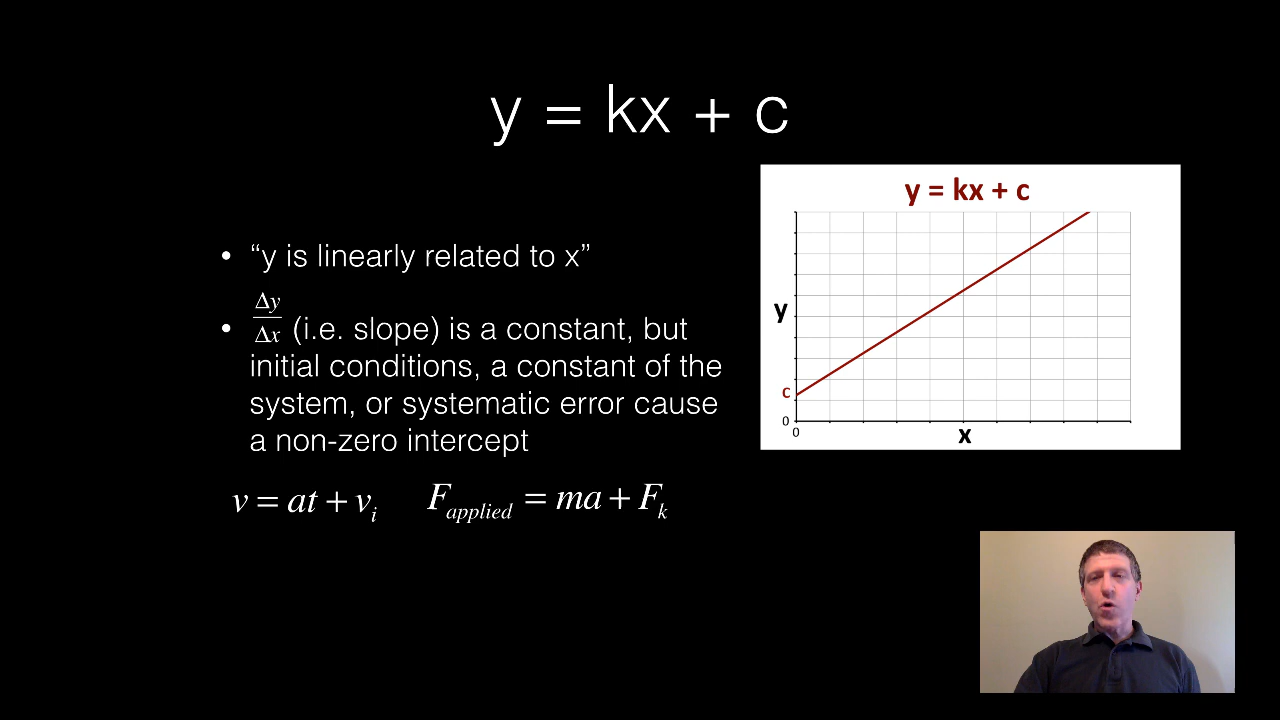 y = kx + c
• “y is linearly related to x”
• Δy/Δx (i.e. slope) is a constant, but
initial conditions, a constant of the
system, or systematic error cause
a non-zero intercept
v = at + vᵢ
F_applied = ma + F_k
y = kx + c
y
c
0
0
x